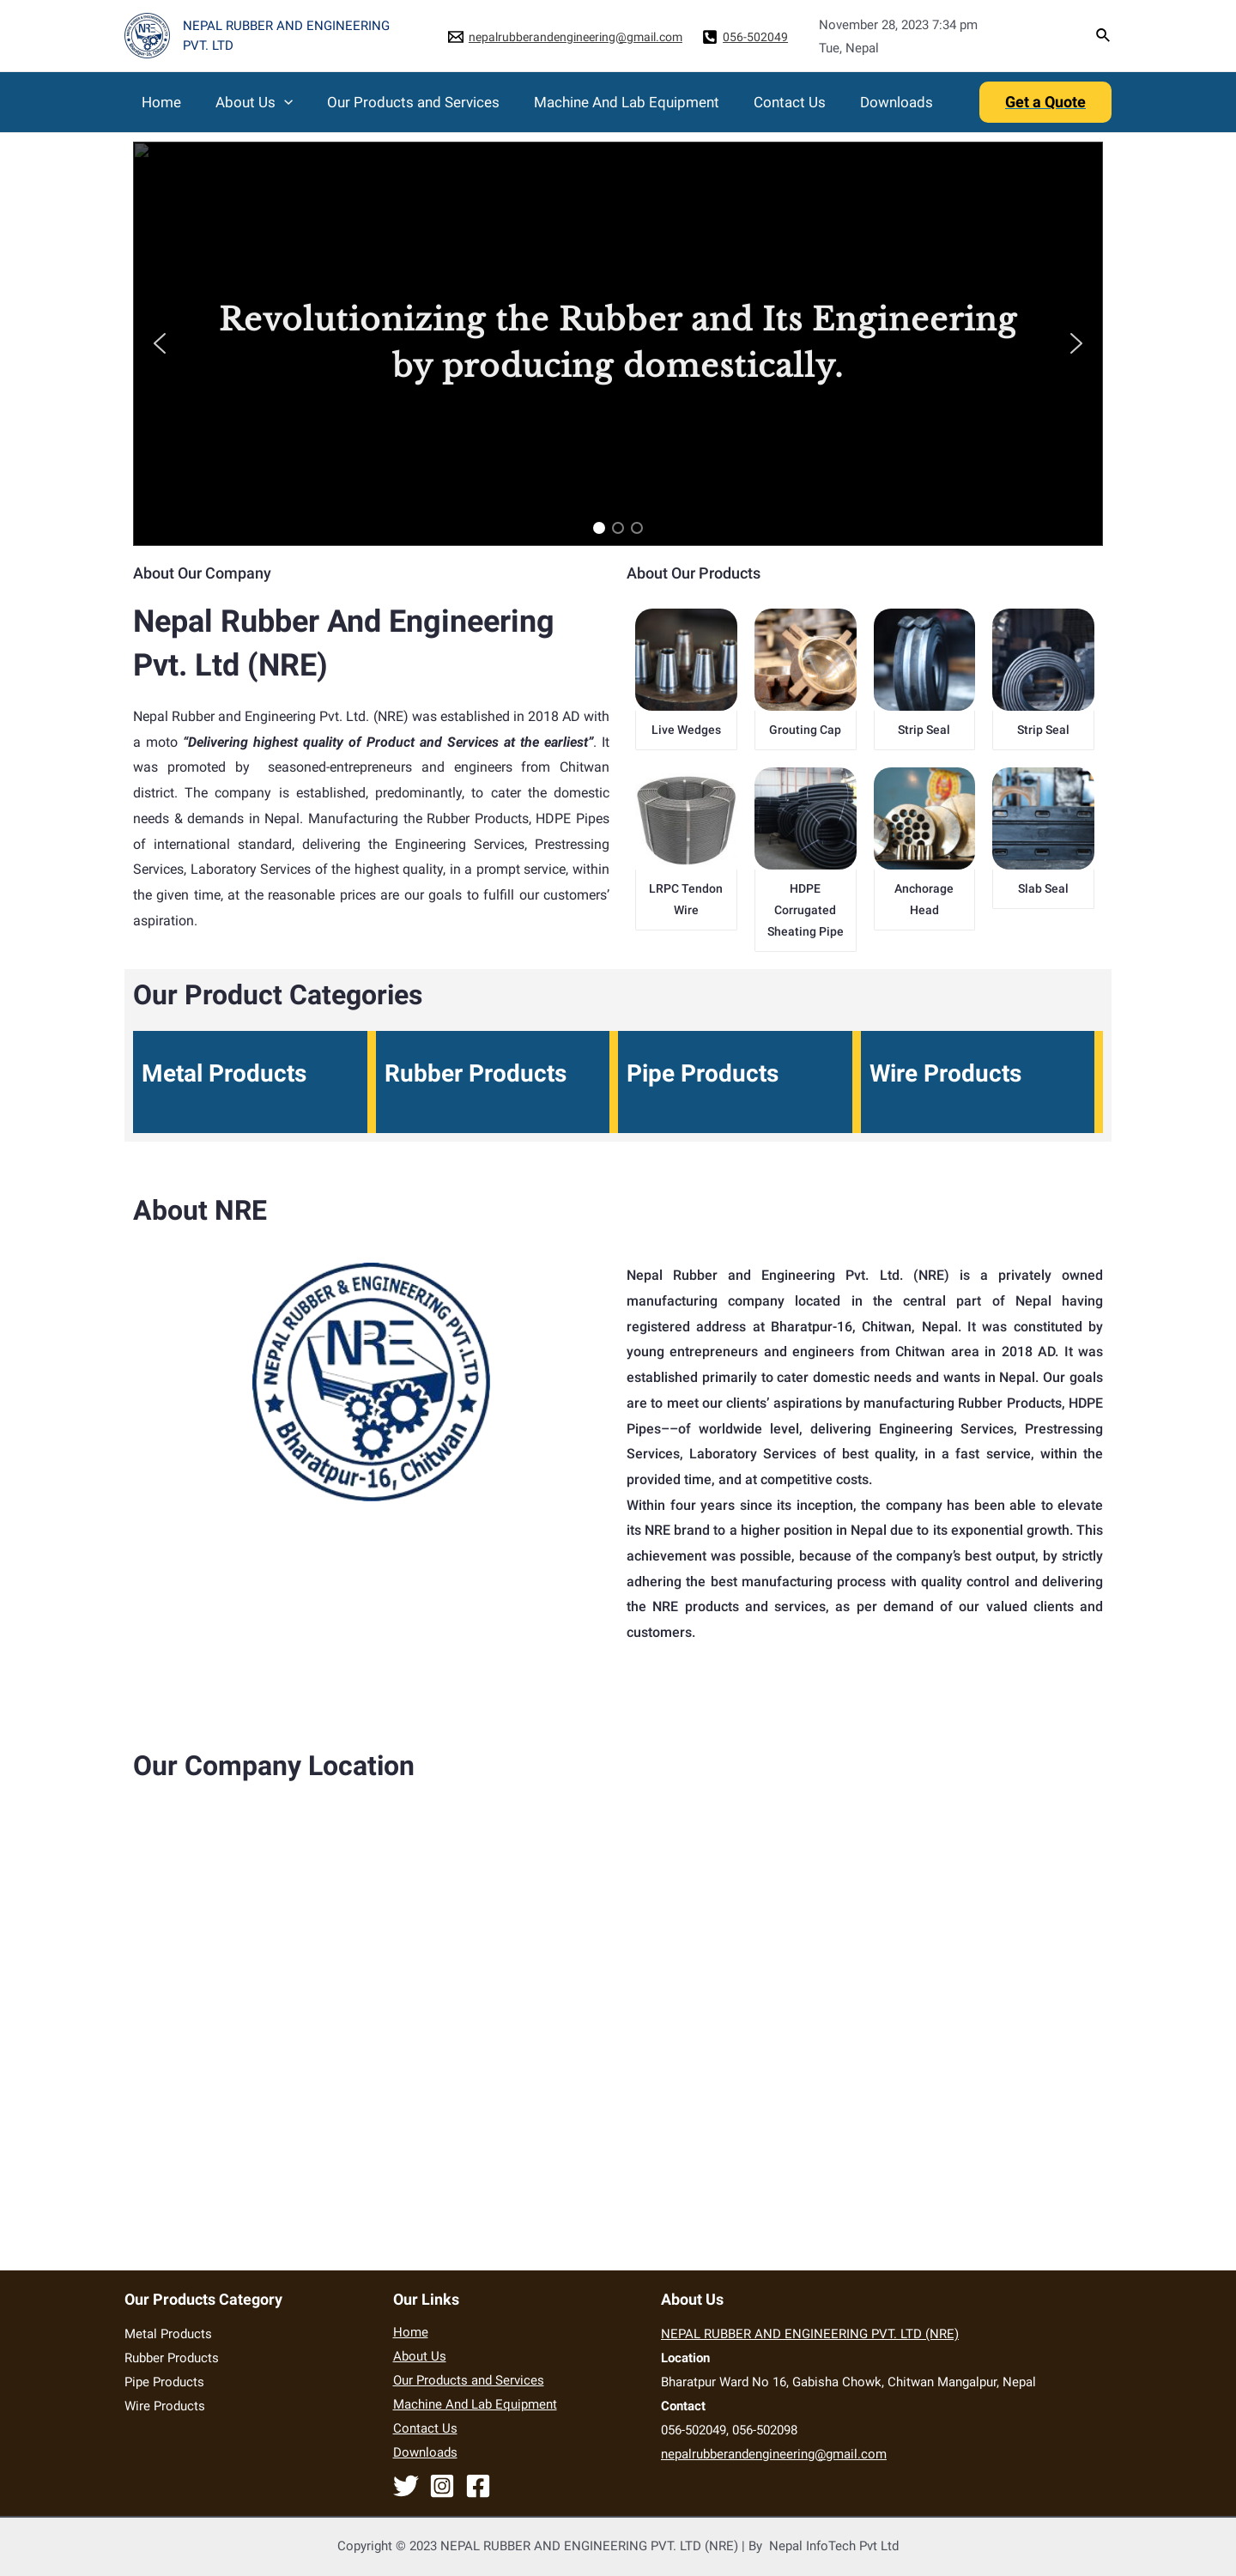 NEPAL RUBBER AND ENGINEERING
PVT. LTD
nepalrubberandengineering@gmail.com
056-502049
November 28, 2023 7:34 pm
Tue, Nepal
Home
About Us
Our Products and Services
Machine And Lab Equipment
Contact Us
Downloads
Get a Quote
Revolutionizing the Rubber and Its Engineering
by producing domestically.
About Our Company
Nepal Rubber And Engineering
Pvt. Ltd (NRE)
Nepal Rubber and Engineering Pvt. Ltd. (NRE) was established in 2018 AD with
a moto "Delivering highest quality of Product and Services at the earliest". It
was promoted by seasoned-entrepreneurs and engineers from Chitwan
district. The company is established, predominantly, to cater the domestic
needs & demands in Nepal. Manufacturing the Rubber Products, HDPE Pipes
of international standard, delivering the Engineering Services, Prestressing
Services, Laboratory Services of the highest quality, in a prompt service, within
the given time, at the reasonable prices are our goals to fulfill our customers’
aspiration.
About Our Products
Live Wedges
Grouting Cap
Strip Seal
Strip Seal
LRPC Tendon
Wire
HDPE
Corrugated
Sheating Pipe
Anchorage
Head
Slab Seal
Our Product Categories
Metal Products
Rubber Products
Pipe Products
Wire Products
About NRE
NEPAL RUBBER & ENGINEERING PVT.LTD
NRE
Bharatpur-16, Chitwan
Nepal Rubber and Engineering Pvt. Ltd. (NRE) is a privately owned
manufacturing company located in the central part of Nepal having
registered address at Bharatpur-16, Chitwan, Nepal. It was constituted by
young entrepreneurs and engineers from Chitwan area in 2018 AD. It was
established primarily to cater domestic needs and wants in Nepal. Our goals
are to meet our clients’ aspirations by manufacturing Rubber Products, HDPE
Pipes––of worldwide level, delivering Engineering Services, Prestressing
Services, Laboratory Services of best quality, in a fast service, within the
provided time, and at competitive costs.
Within four years since its inception, the company has been able to elevate
its NRE brand to a higher position in Nepal due to its exponential growth. This
achievement was possible, because of the company’s best output, by strictly
adhering the best manufacturing process with quality control and delivering
the NRE products and services, as per demand of our valued clients and
customers.
Our Company Location
Our Products Category
Metal Products
Rubber Products
Pipe Products
Wire Products
Our Links
Home
About Us
Our Products and Services
Machine And Lab Equipment
Contact Us
Downloads
About Us
NEPAL RUBBER AND ENGINEERING PVT. LTD (NRE)
Location
Bharatpur Ward No 16, Gabisha Chowk, Chitwan Mangalpur, Nepal
Contact
056-502049, 056-502098
nepalrubberandengineering@gmail.com
Copyright © 2023 NEPAL RUBBER AND ENGINEERING PVT. LTD (NRE) | By Nepal InfoTech Pvt Ltd